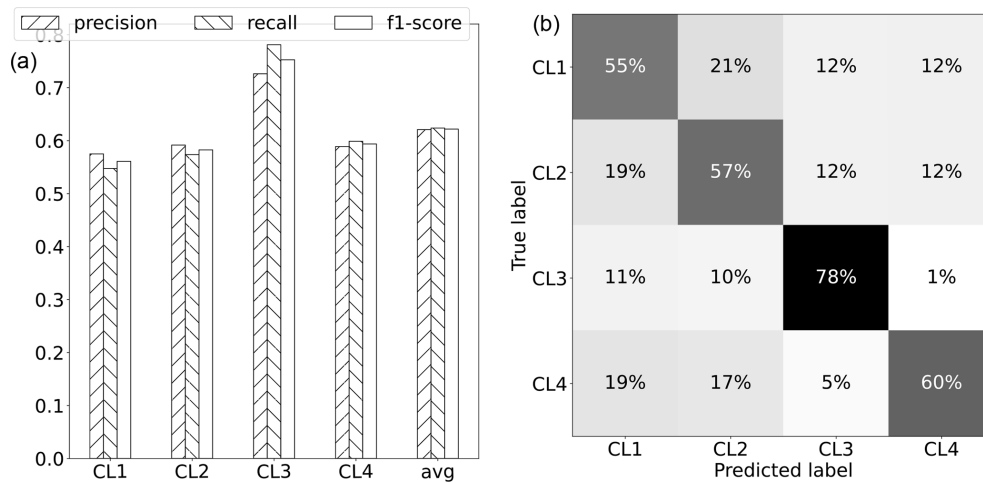 precision recall f1-score
(a)
0.8
0.7
0.6
0.5
0.4
0.3
0.2
0.1
0.0
CL1 CL2 CL3 CL4 avg
(b)
True label
CL1 55% 21% 12% 12%
CL2 19% 57% 12% 12%
CL3 11% 10% 78% 1%
CL4 19% 17% 5% 60%
CL1 CL2 CL3 CL4
Predicted label